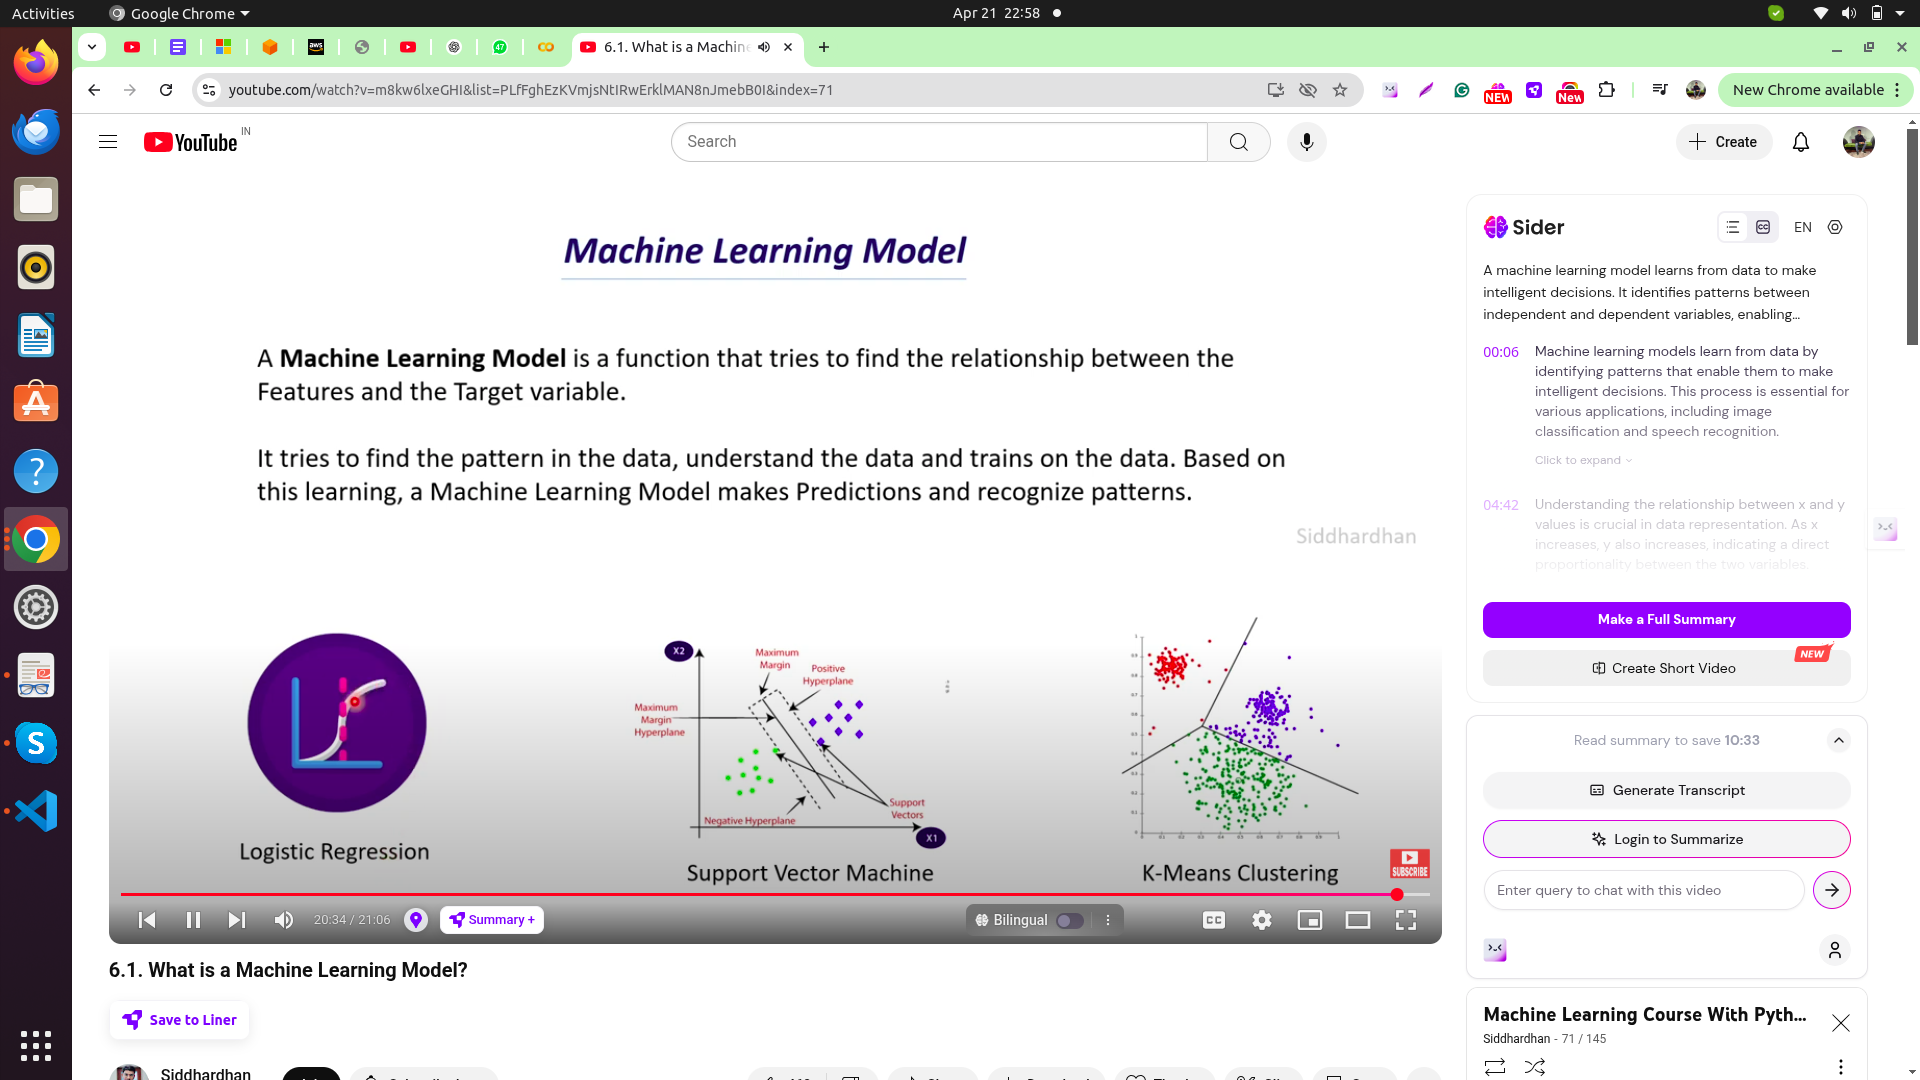 Activities
Google Chrome
Apr 21 22:58
6.1. What is a Machine
youtube.com/watch?v=m8kw6lxeGHI&list=PLfFghEzKVmjsNtIRwErklMAN8nJmebB0I&index=71
NEW
New
New Chrome available
YouTube
IN
Search
Create
Machine Learning Model
A Machine Learning Model is a function that tries to find the relationship between the
Features and the Target variable.
It tries to find the pattern in the data, understand the data and trains on the data. Based on
this learning, a Machine Learning Model makes Predictions and recognize patterns.
Siddhardhan
X2
Maximum
Margin
Positive
Hyperplane
Maximum
Margin
Hyperplane
Support
Vectors
Negative Hyperplane
X1
Logistic Regression
Support Vector Machine
K-Means Clustering
SUBSCRIBE
20:34 / 21:06
Summary +
Bilingual
CC
6.1. What is a Machine Learning Model?
Save to Liner
Siddhardhan
Sider
EN
A machine learning model learns from data to make
intelligent decisions. It identifies patterns between
independent and dependent variables, enabling...
00:06
Machine learning models learn from data by
identifying patterns that enable them to make
intelligent decisions. This process is essential for
various applications, including image
classification and speech recognition.
Click to expand
04:42
Understanding the relationship between x and y
values is crucial in data representation. As x
increases, y also increases, indicating a direct
proportionality between the two variables.
Make a Full Summary
NEW
Create Short Video
Read summary to save 10:33
Generate Transcript
Login to Summarize
Enter query to chat with this video
Machine Learning Course With Pyth...
Siddhardhan - 71 / 145